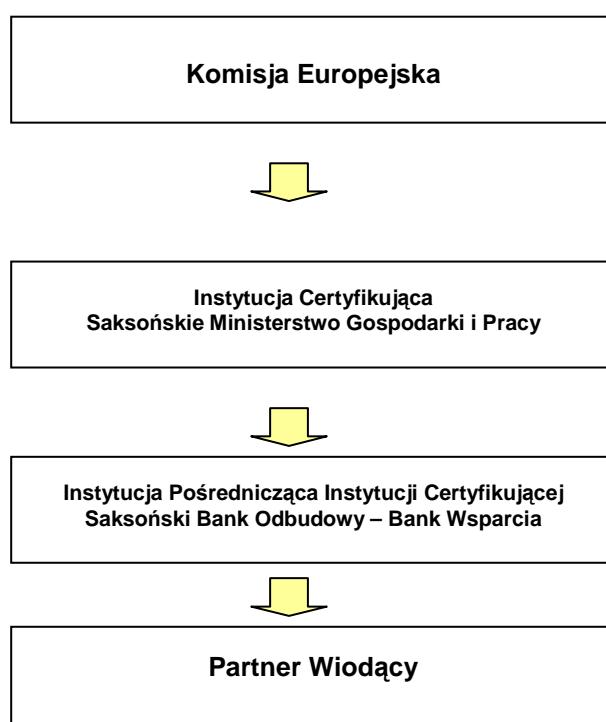 Komisja Europejska
Instytucja Certyfikująca
Saksońskie Ministerstwo Gospodarki i Pracy
Instytucja Pośrednicząca Instytucji Certyfikującej
Saksoński Bank Odbudowy – Bank Wsparcia
Partner Wiodący